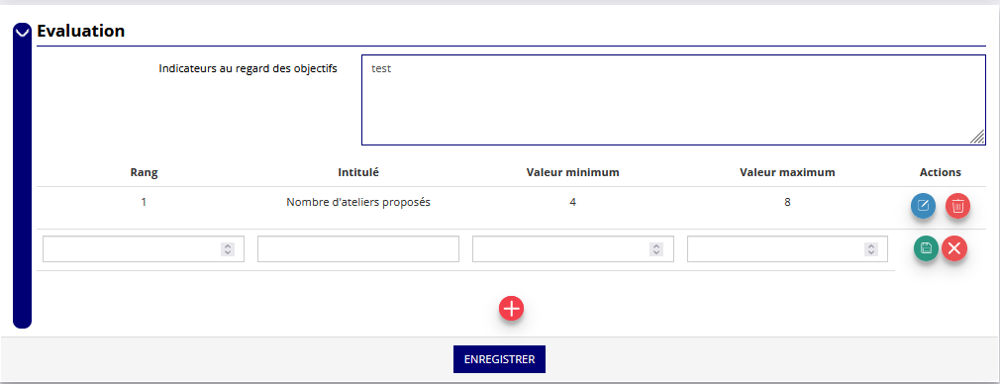 Evaluation
Indicateurs au regard des objectifs
test
Rang Intitulé Valeur minimum Valeur maximum Actions
1 Nombre d'ateliers proposés 4 8
ENREGISTRER